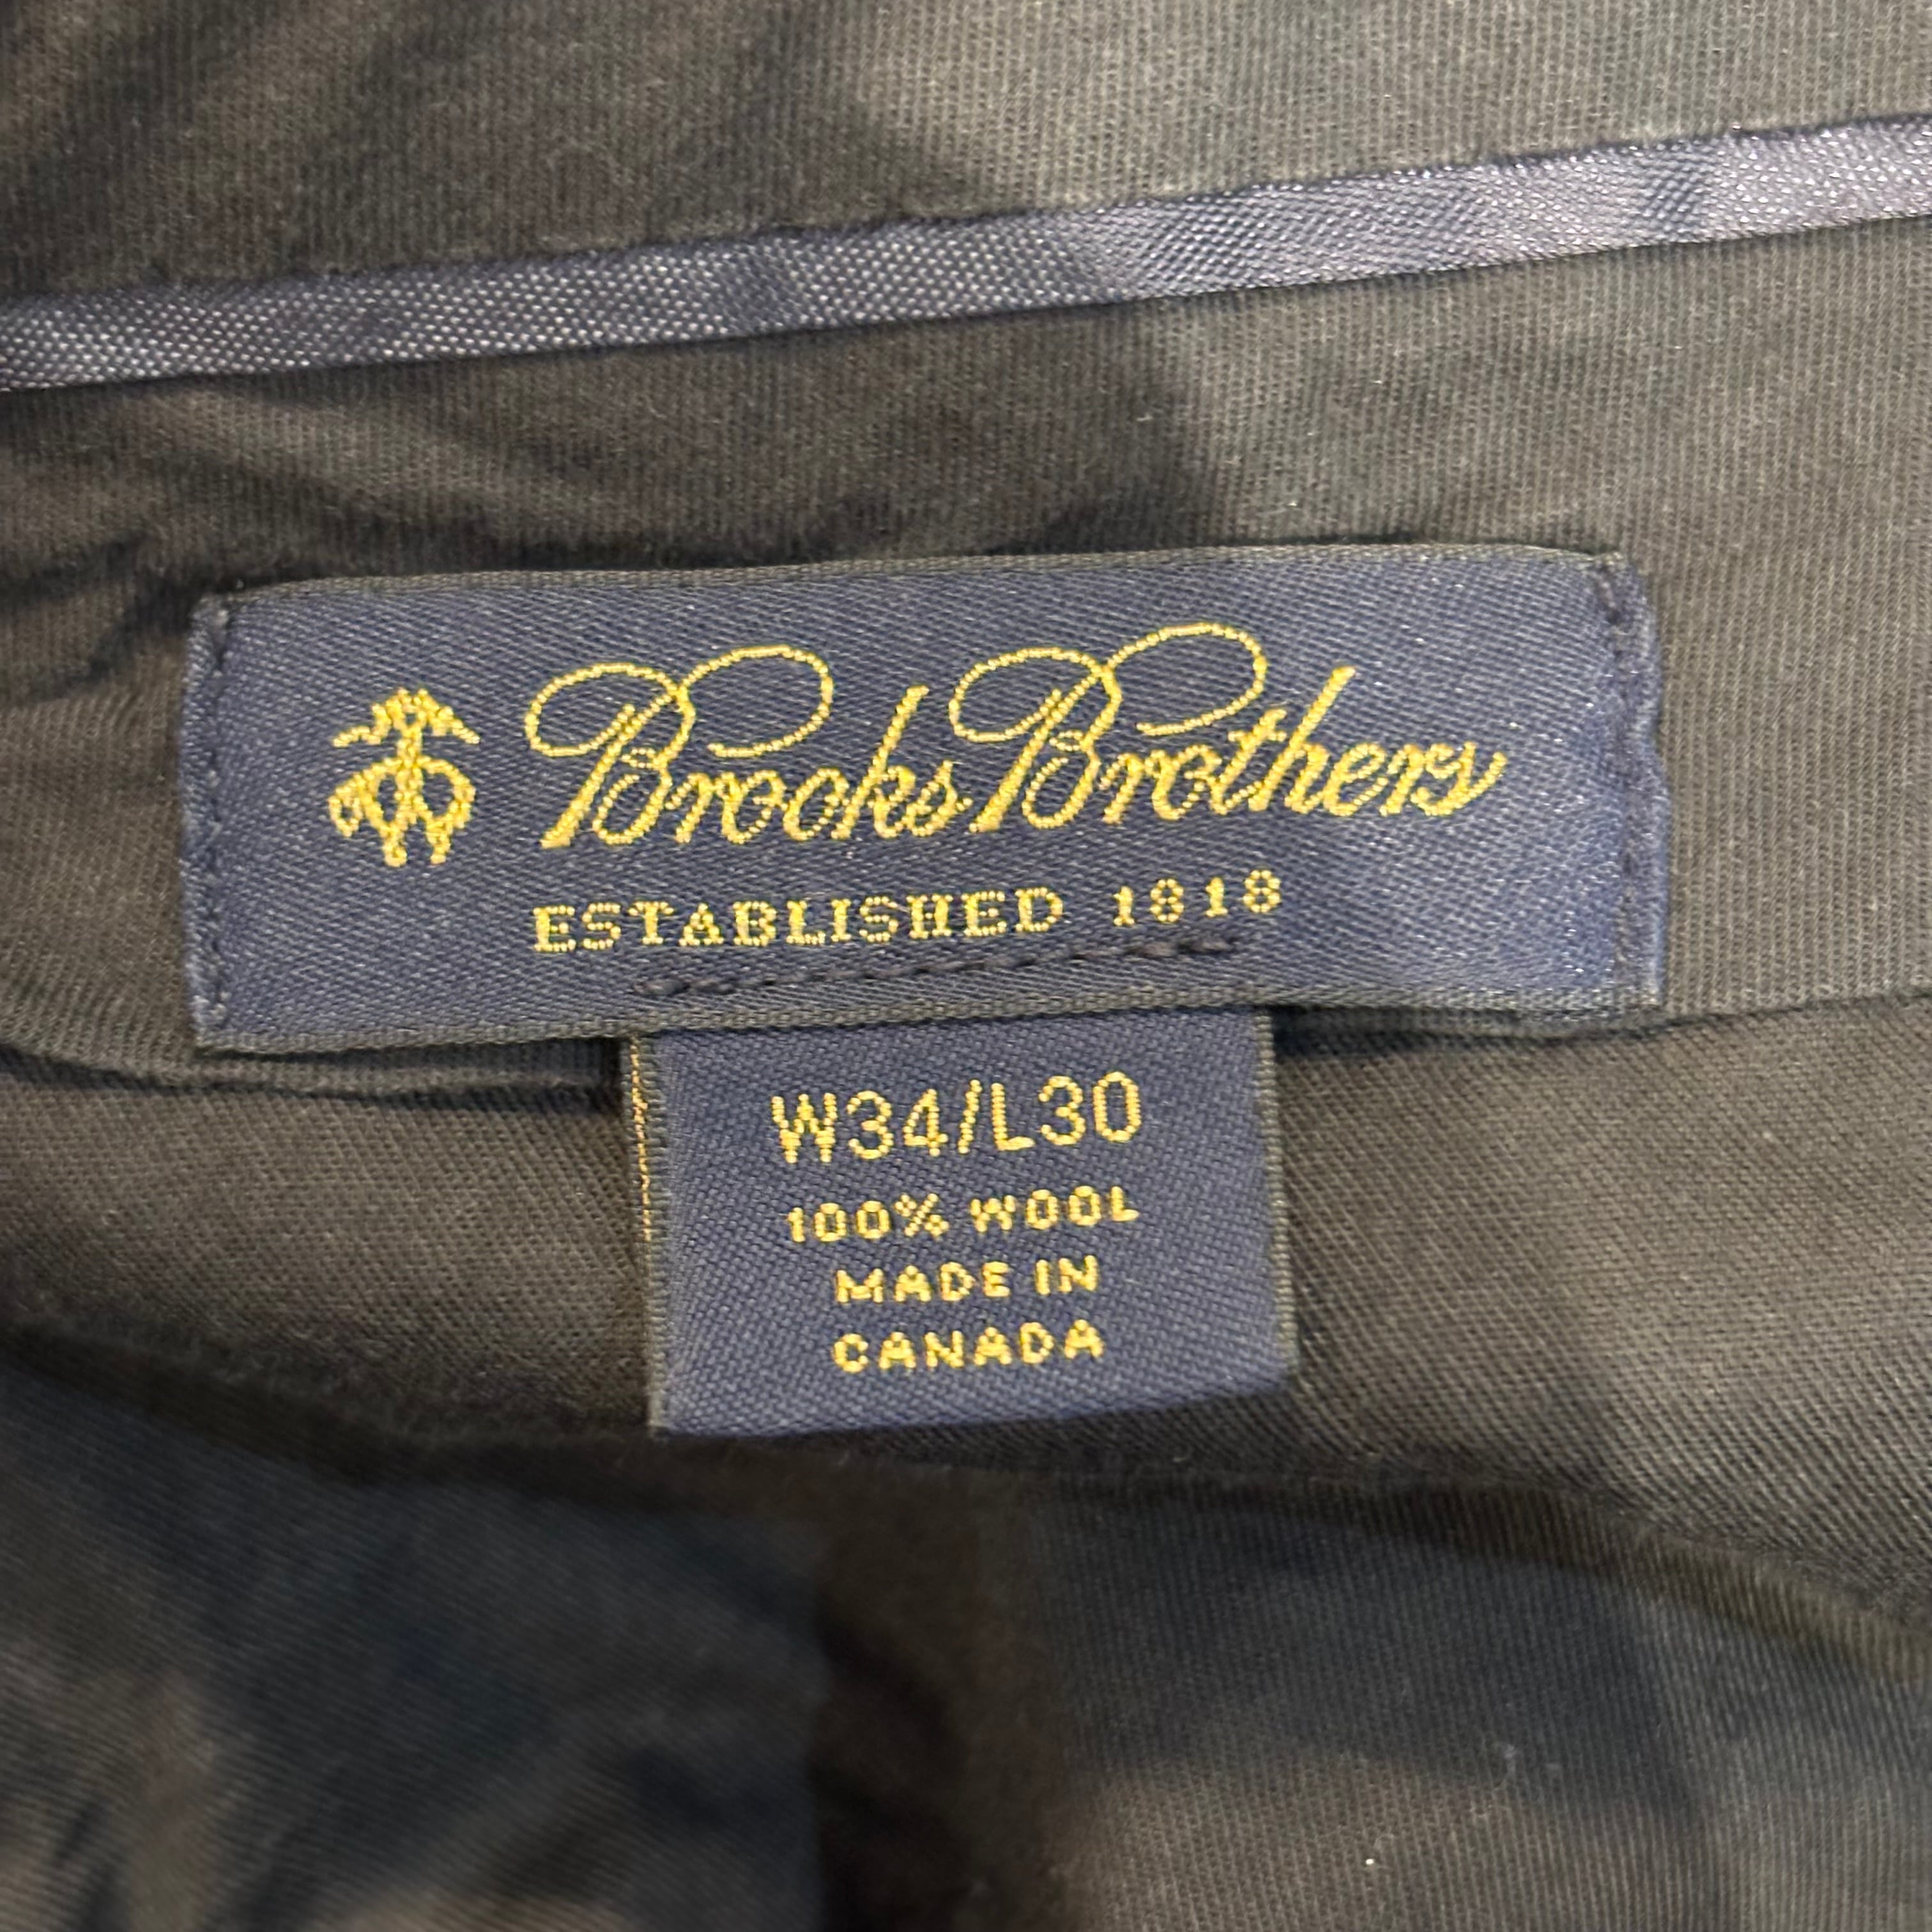 Brooks Brothers
ESTABLISHED 1818
W34/L30
100% WOOL
MADE IN
CANADA